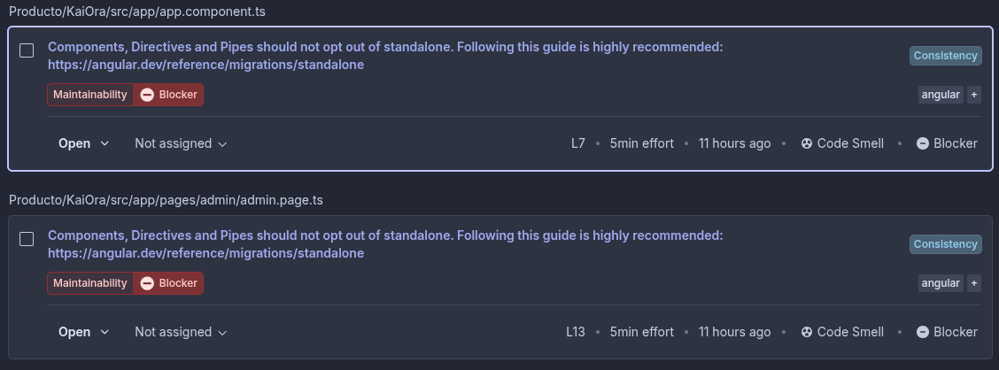 Producto/KaiOra/src/app/app.component.ts
Components, Directives and Pipes should not opt out of standalone. Following this guide is highly recommended:
https://angular.dev/reference/migrations/standalone
Consistency
Maintainability Blocker
angular +
Open Not assigned L7 • 5min effort • 11 hours ago • Code Smell • Blocker
Producto/KaiOra/src/app/pages/admin/admin.page.ts
Components, Directives and Pipes should not opt out of standalone. Following this guide is highly recommended:
https://angular.dev/reference/migrations/standalone
Consistency
Maintainability Blocker
angular +
Open Not assigned L13 • 5min effort • 11 hours ago • Code Smell • Blocker